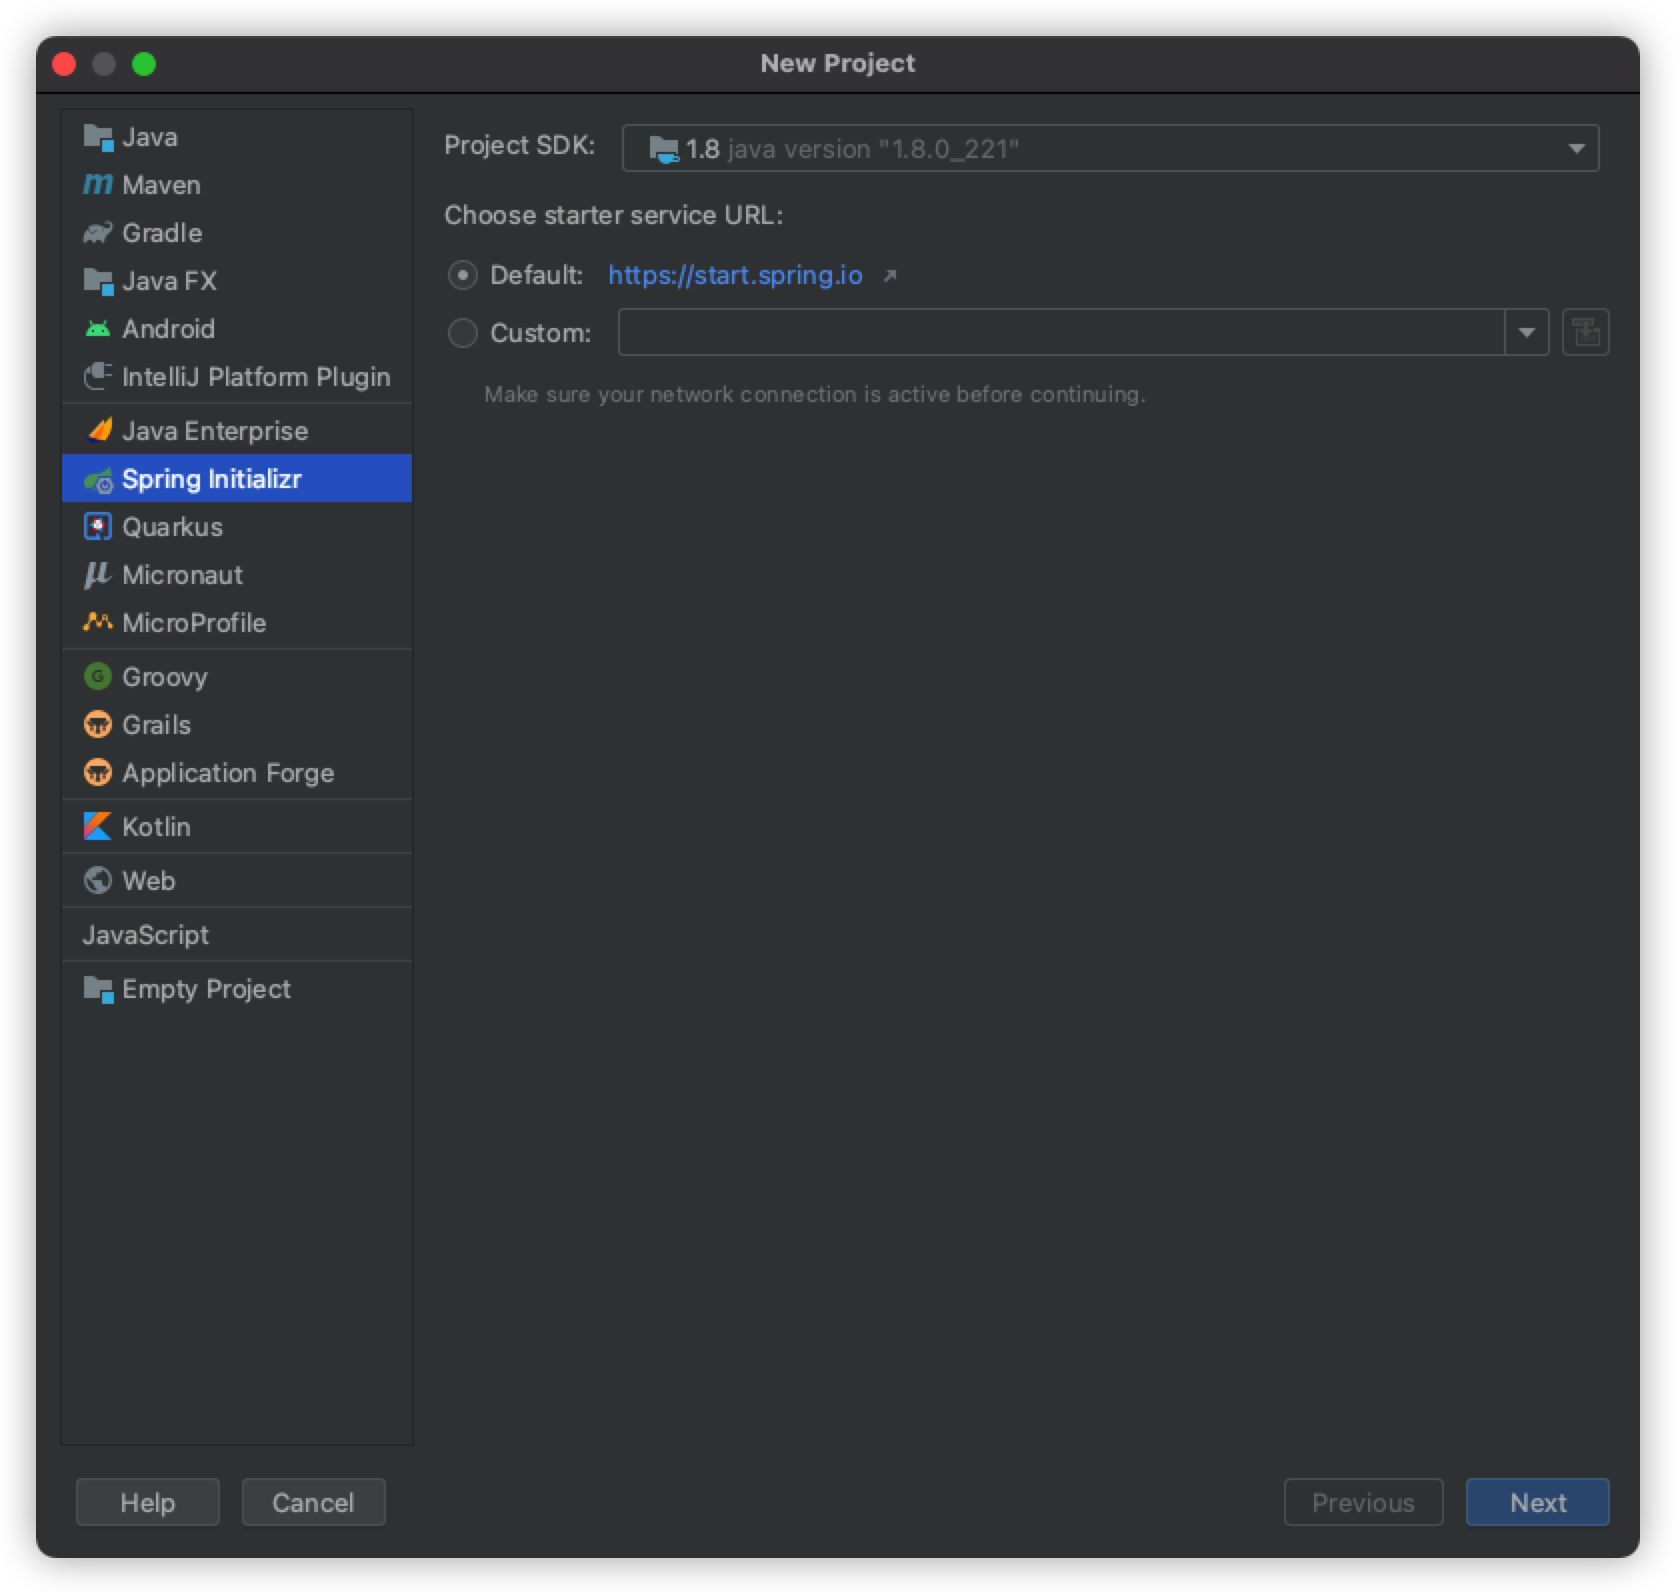 New Project
Java
Maven
Gradle
Java FX
Android
IntelliJ Platform Plugin
Java Enterprise
Spring Initializr
Quarkus
Micronaut
MicroProfile
Groovy
Grails
Application Forge
Kotlin
Web
JavaScript
Empty Project
Project SDK: 1.8 java version "1.8.0_221"
Choose starter service URL:
Default: https://start.spring.io
Custom:
Make sure your network connection is active before continuing.
Help Cancel Previous Next